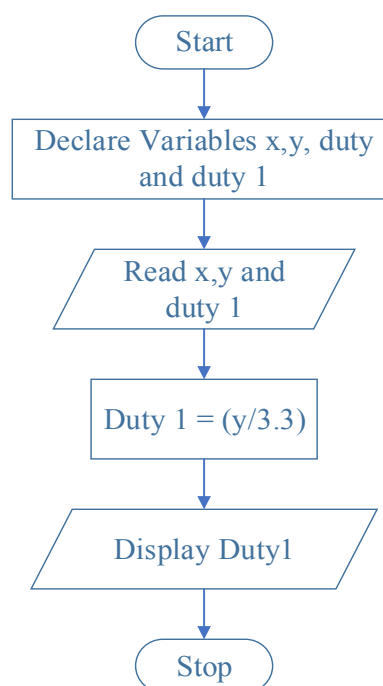 Start
Declare Variables x,y, duty
and duty 1
Read x,y and
duty 1
Duty 1 = (y/3.3)
Display Duty1
Stop